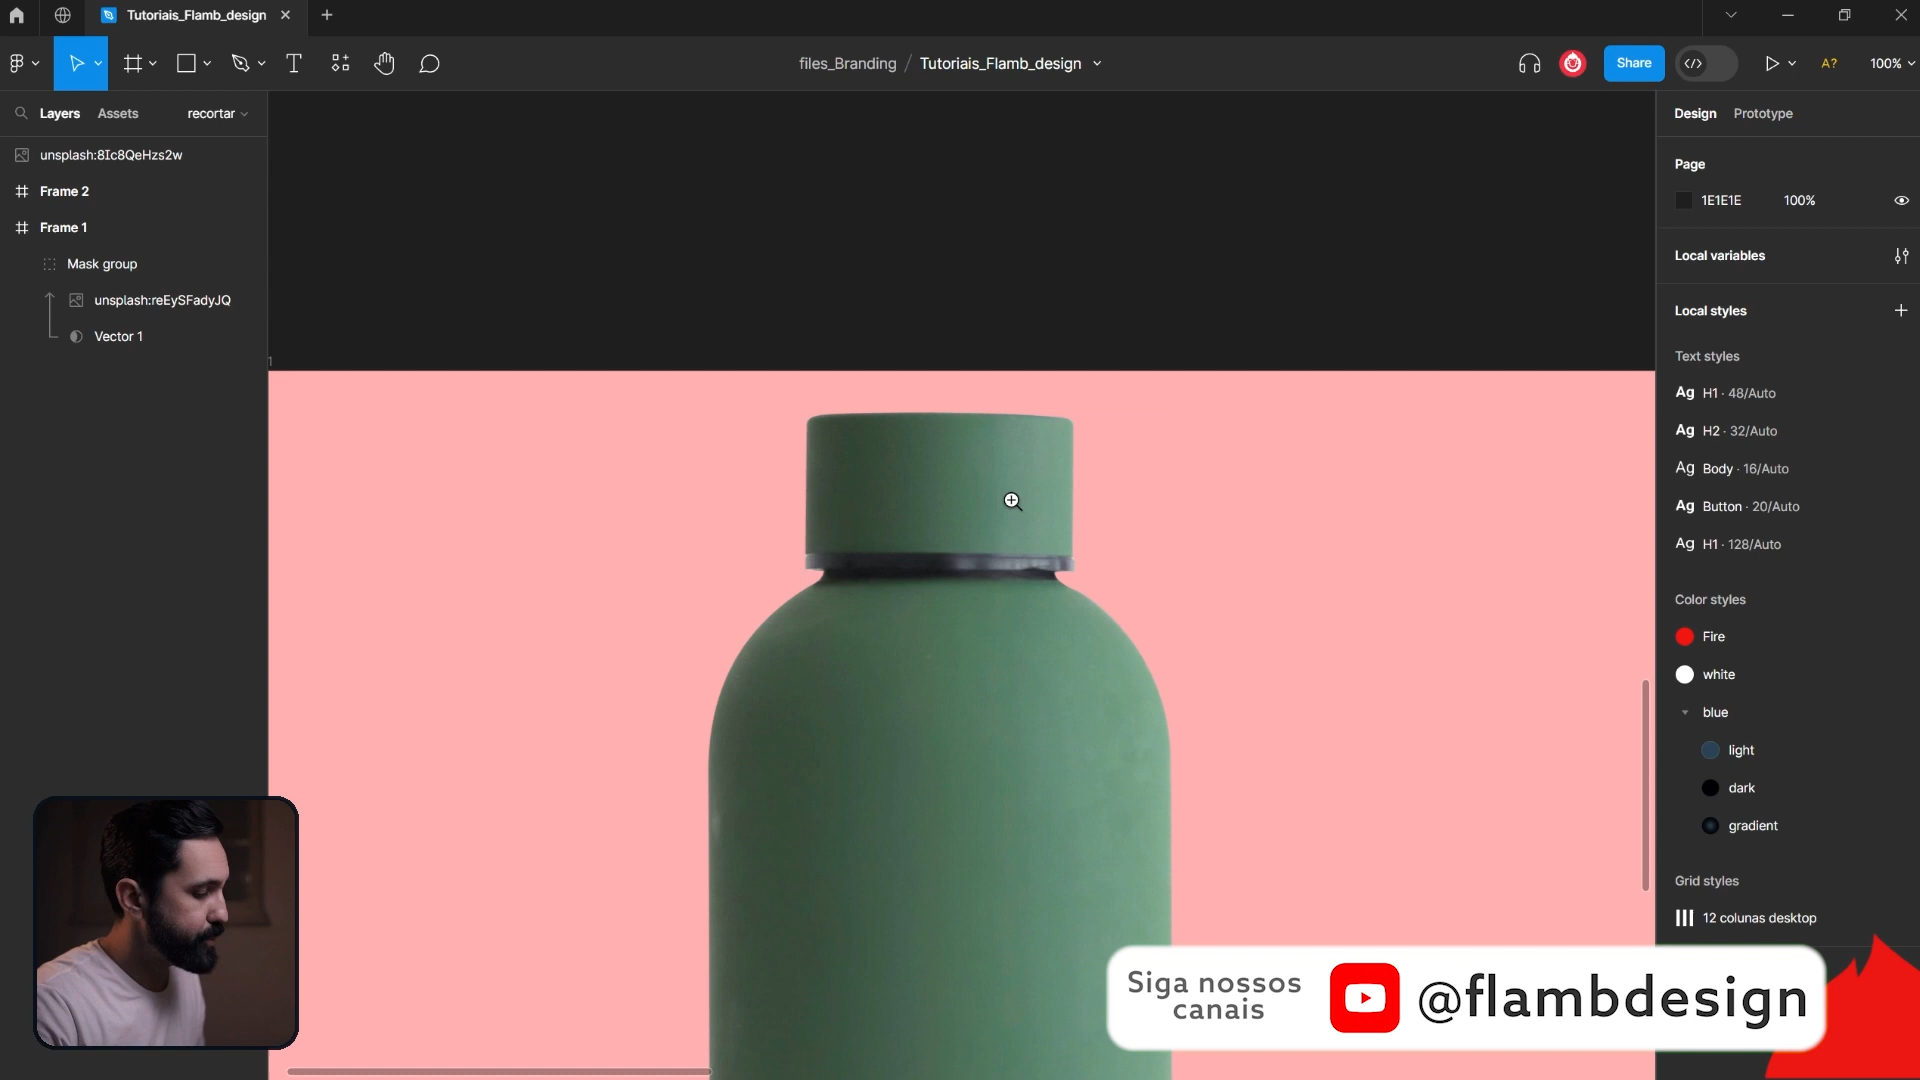 Tutoriais_Flamb_design
files_Branding / Tutoriais_Flamb_design
Share
A?
100%
Layers
Assets
recortar
unsplash:8Ic8QeHzs2w
Frame 2
Frame 1
Mask group
unsplash:reEySFadyJQ
Vector 1
1
Design
Prototype
Page
1E1E1E
100%
Local variables
Local styles
Text styles
Ag H1 · 48/Auto
Ag H2 · 32/Auto
Ag Body · 16/Auto
Ag Button · 20/Auto
Ag H1 · 128/Auto
Color styles
Fire
white
blue
light
dark
gradient
Grid styles
12 colunas desktop
Siga nossos
canais
@flambdesign